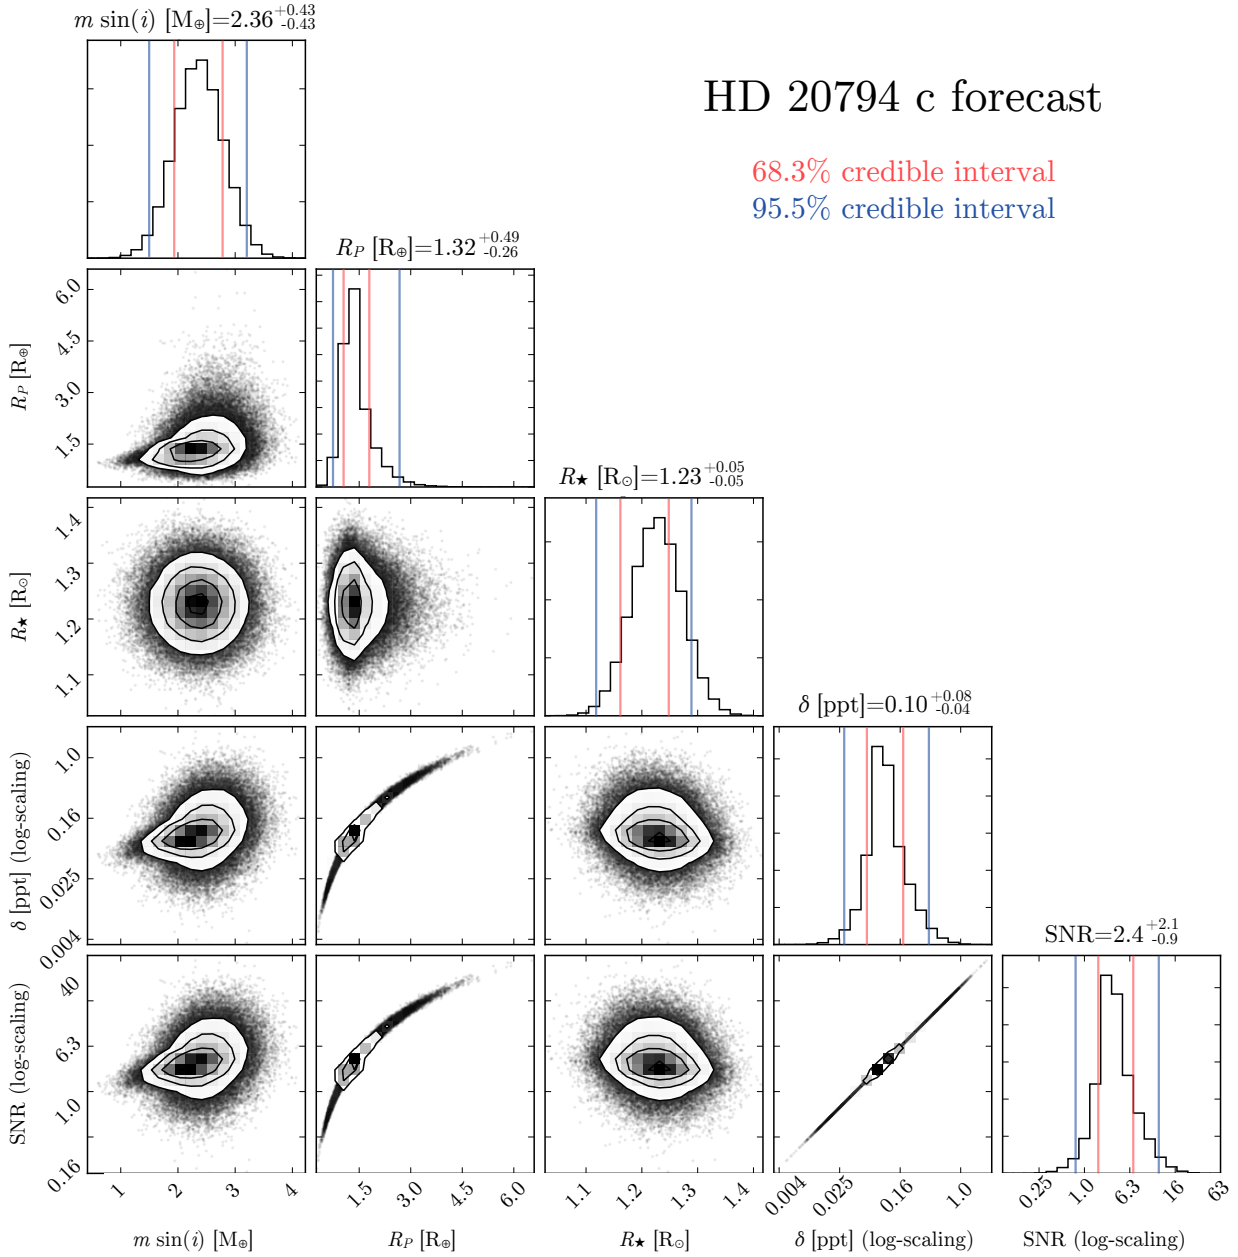 m sin(i) [M⊕]=2.36 +0.43 -0.43
HD 20794 c forecast
68.3% credible interval
95.5% credible interval
R_P [R⊕]=1.32 +0.49 -0.26
6.0
4.5
3.0
1.5
R_P [R⊕]
R★ [R⊙]=1.23 +0.05 -0.05
1.4
1.3
1.2
1.1
R★ [R⊙]
δ [ppt]=0.10 +0.08 -0.04
1.0
0.16
0.025
0.004
δ [ppt] (log-scaling)
SNR=2.4 +2.1 -0.9
40
6.3
1.0
0.16
SNR (log-scaling)
1 2 3 4
1.5 3.0 4.5 6.0
1.1 1.2 1.3 1.4
0.004 0.025 0.16 1.0
0.25 1.0 6.3 16 63
m sin(i) [M⊕]
R_P [R⊕]
R★ [R⊙]
δ [ppt] (log-scaling)
SNR (log-scaling)